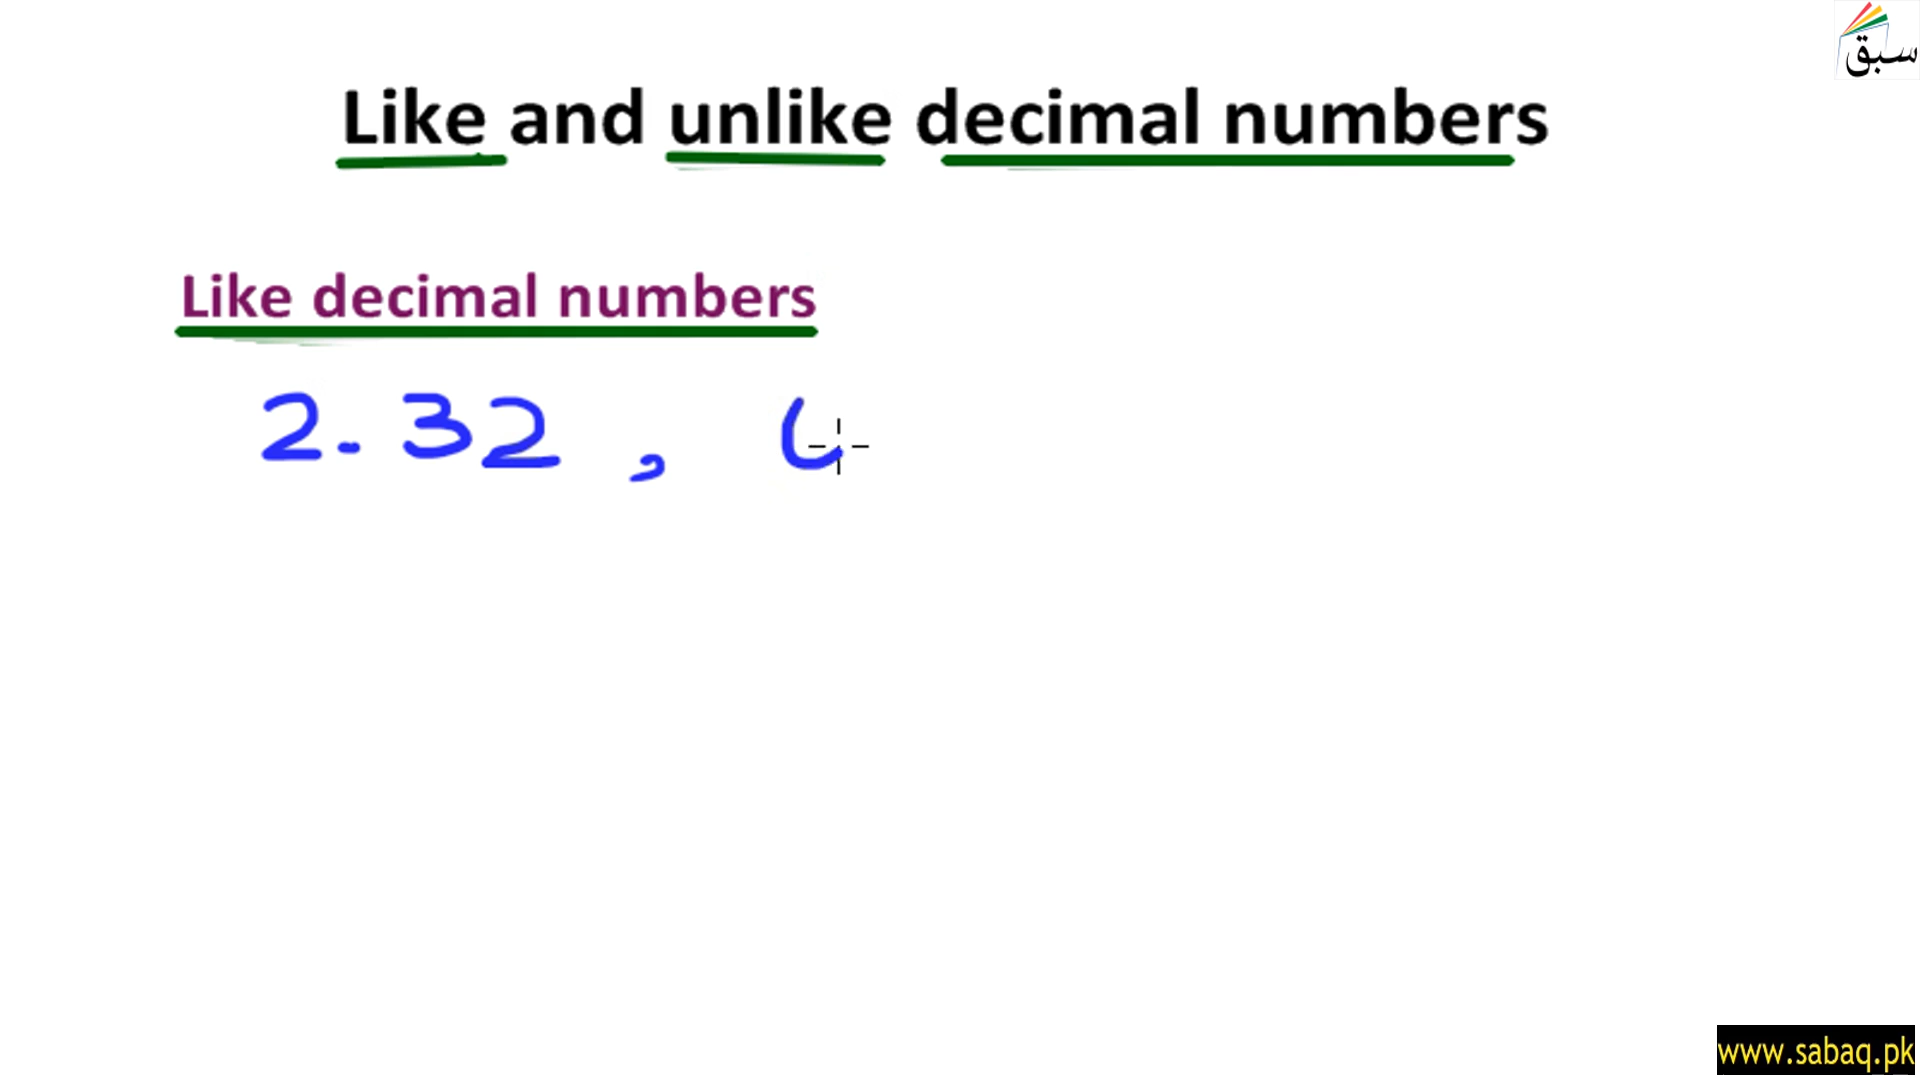 سبق
Like and unlike decimal numbers
Like decimal numbers
2.32 ,
www.sabaq.pk